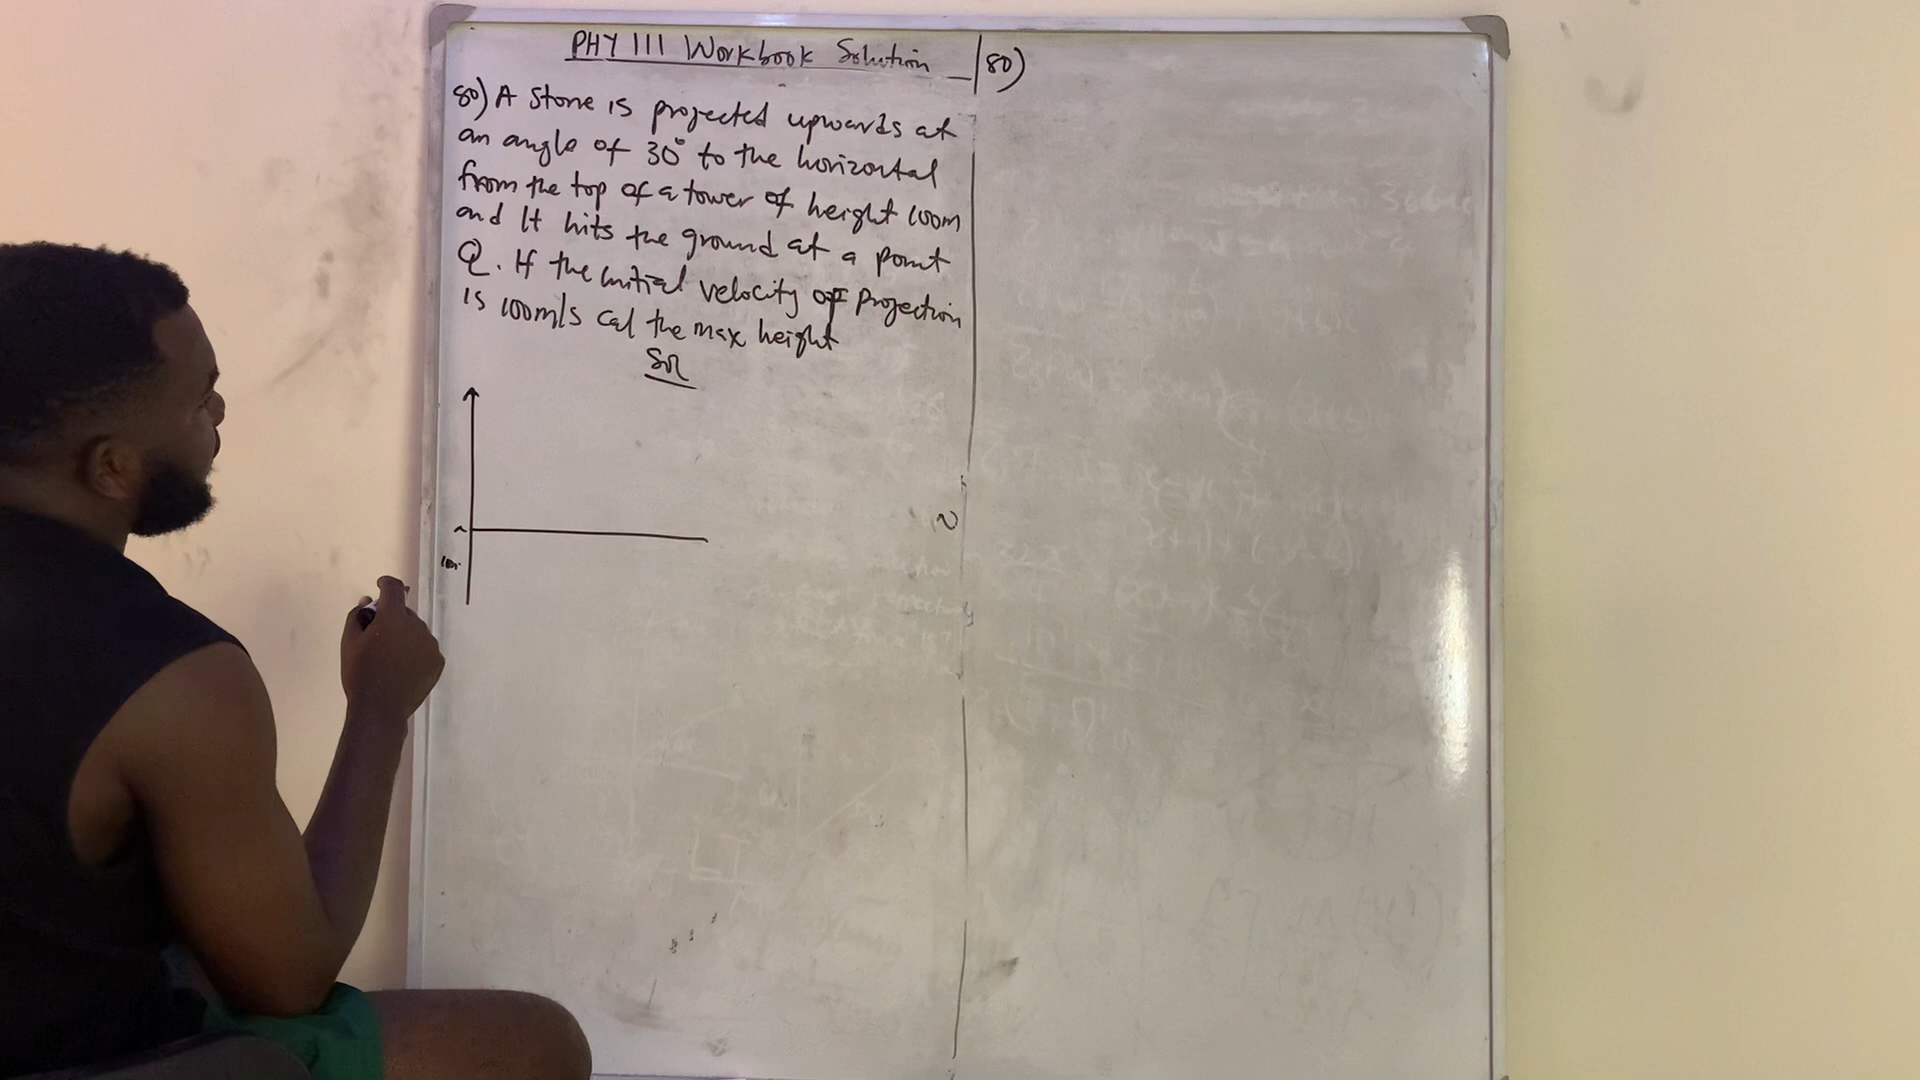 PHY 111 Workbook Solution
80)
80) A stone is projected upwards at
an angle of 30° to the horizontal
from the top of a tower of height 100m
and It hits the ground at a point
Q. If the initial velocity of projection
is 100m/s cal the max height
Sol